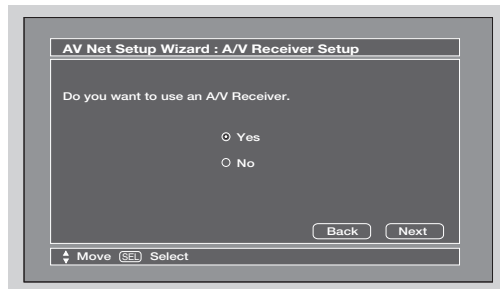 AV Net Setup Wizard : A/V Receiver Setup
Do you want to use an A/V Receiver.
Yes
No
Back Next
Move SEL Select